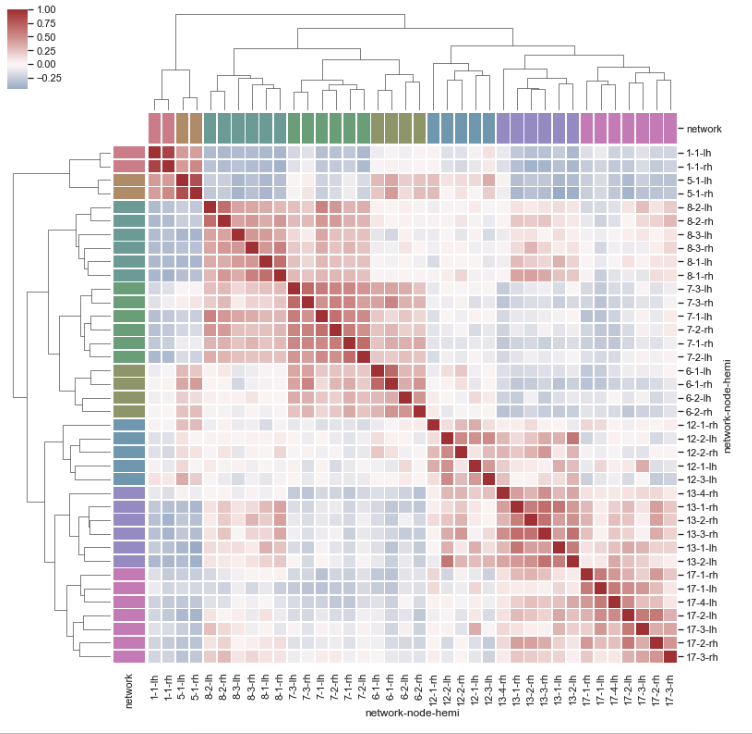 1.00
0.75
0.50
0.25
0.00
−0.25
network
1-1-lh
1-1-rh
5-1-lh
5-1-rh
8-2-lh
8-2-rh
8-3-lh
8-3-rh
8-1-lh
8-1-rh
7-3-lh
7-3-rh
7-1-lh
7-2-rh
7-1-rh
7-2-lh
6-1-lh
6-1-rh
6-2-lh
6-2-rh
12-1-rh
12-2-lh
12-2-rh
12-1-lh
12-3-lh
13-4-rh
13-1-rh
13-2-rh
13-3-rh
13-1-lh
13-2-lh
17-1-rh
17-1-lh
17-4-lh
17-2-lh
17-3-lh
17-2-rh
17-3-rh
network-node-hemi
network
1-1-lh
1-1-rh
5-1-lh
5-1-rh
8-2-lh
8-2-rh
8-3-lh
8-3-rh
8-1-lh
8-1-rh
7-3-lh
7-3-rh
7-1-lh
7-2-rh
7-1-rh
7-2-lh
6-1-lh
6-1-rh
6-2-lh
6-2-rh
12-1-rh
12-2-lh
12-2-rh
12-1-lh
12-3-lh
13-4-rh
13-1-rh
13-2-rh
13-3-rh
13-1-lh
13-2-lh
17-1-rh
17-1-lh
17-4-lh
17-2-lh
17-3-lh
17-2-rh
17-3-rh
network-node-hemi